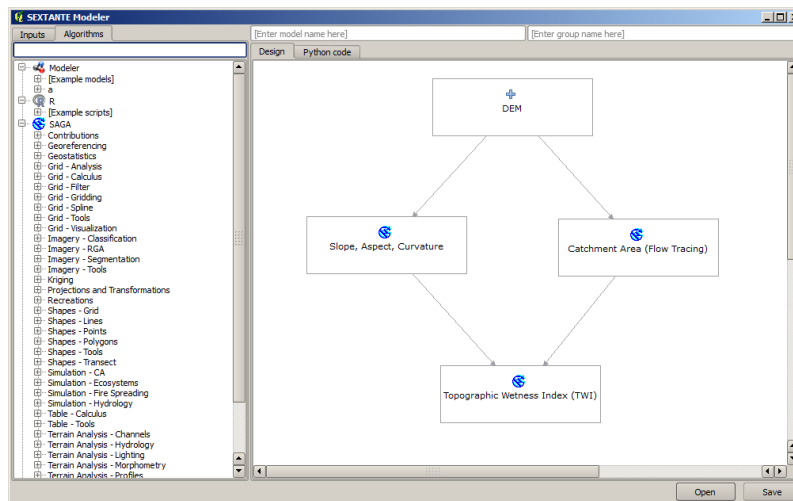 SEXTANTE Modeler
Inputs
Algorithms
[Enter model name here]
[Enter group name here]
Design
Python code
Modeler
[Example models]
a
R
[Example scripts]
SAGA
Contributions
Georeferencing
Geostatistics
Grid - Analysis
Grid - Calculus
Grid - Filter
Grid - Gridding
Grid - Spline
Grid - Tools
Grid - Visualization
Imagery - Classification
Imagery - RGA
Imagery - Segmentation
Imagery - Tools
Kriging
Projections and Transformations
Recreations
Shapes - Grid
Shapes - Lines
Shapes - Points
Shapes - Polygons
Shapes - Tools
Shapes - Transect
Simulation - CA
Simulation - Ecosystems
Simulation - Fire Spreading
Simulation - Hydrology
Table - Calculus
Table - Tools
Terrain Analysis - Channels
Terrain Analysis - Hydrology
Terrain Analysis - Lighting
Terrain Analysis - Morphometry
Terrain Analysis - Profiles
DEM
Slope, Aspect, Curvature
Catchment Area (Flow Tracing)
Topographic Wetness Index (TWI)
Open
Save